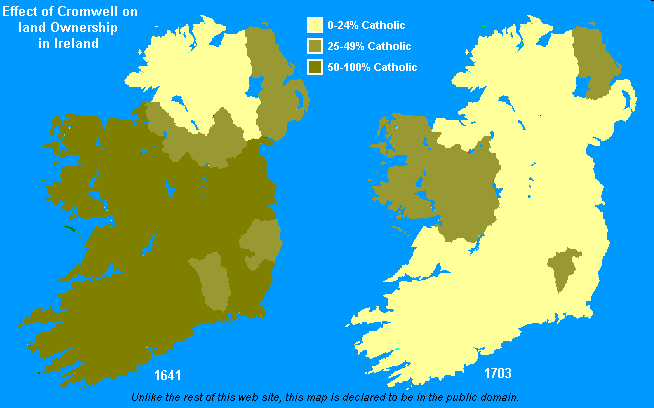 Effect of Cromwell on
land Ownership
in Ireland
0-24% Catholic
25-49% Catholic
50-100% Catholic
1641
1703
Unlike the rest of this web site, this map is declared to be in the public domain.